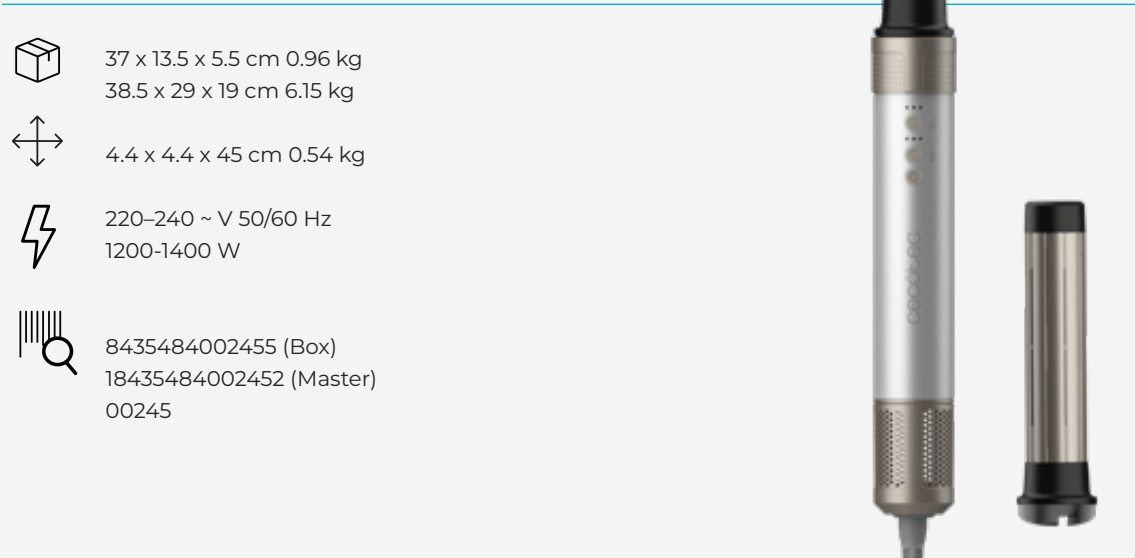 37 x 13.5 x 5.5 cm 0.96 kg
38.5 x 29 x 19 cm 6.15 kg
4.4 x 4.4 x 45 cm 0.54 kg
220–240 ~ V 50/60 Hz
1200-1400 W
8435484002455 (Box)
18435484002452 (Master)
00245
cecotec